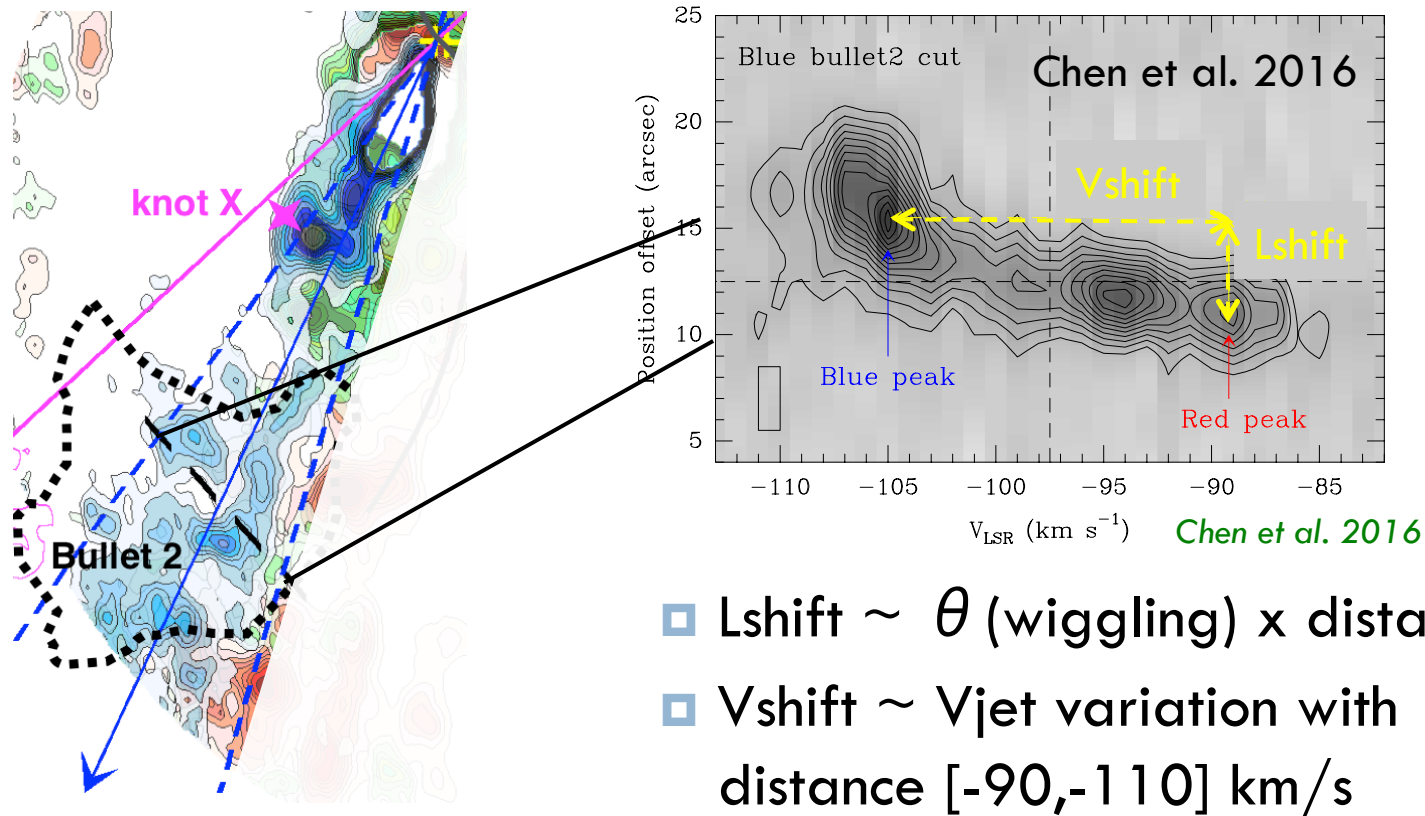 knot X
Bullet 2
Blue bullet2 cut
Chen et al. 2016
Position offset (arcsec)
25
20
15
10
5
Vshift
Lshift
Blue peak
Red peak
−110 −105 −100 −95 −90 −85
V_LSR (km s⁻¹)
Chen et al. 2016
Lshift ~ θ (wiggling) x dista
Vshift ~ Vjet variation with
distance [-90,-110] km/s